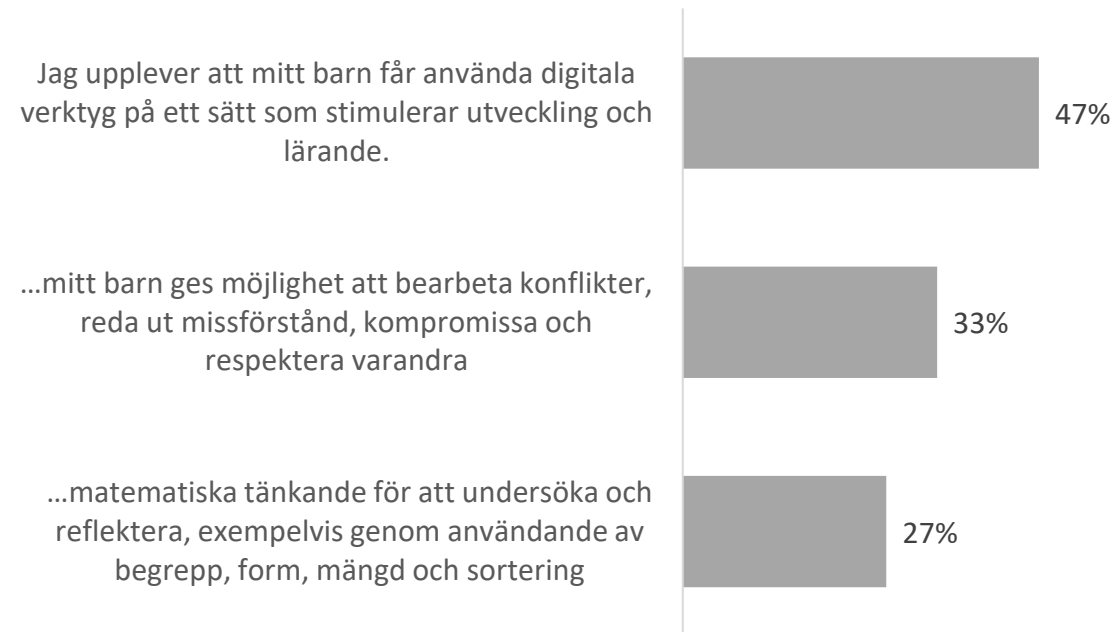 Jag upplever att mitt barn får använda digitala
verktyg på ett sätt som stimulerar utveckling och
lärande.
47%
...mitt barn ges möjlighet att bearbeta konflikter,
reda ut missförstånd, kompromissa och
respektera varandra
33%
...matematiska tänkande för att undersöka och
reflektera, exempelvis genom användande av
begrepp, form, mängd och sortering
27%